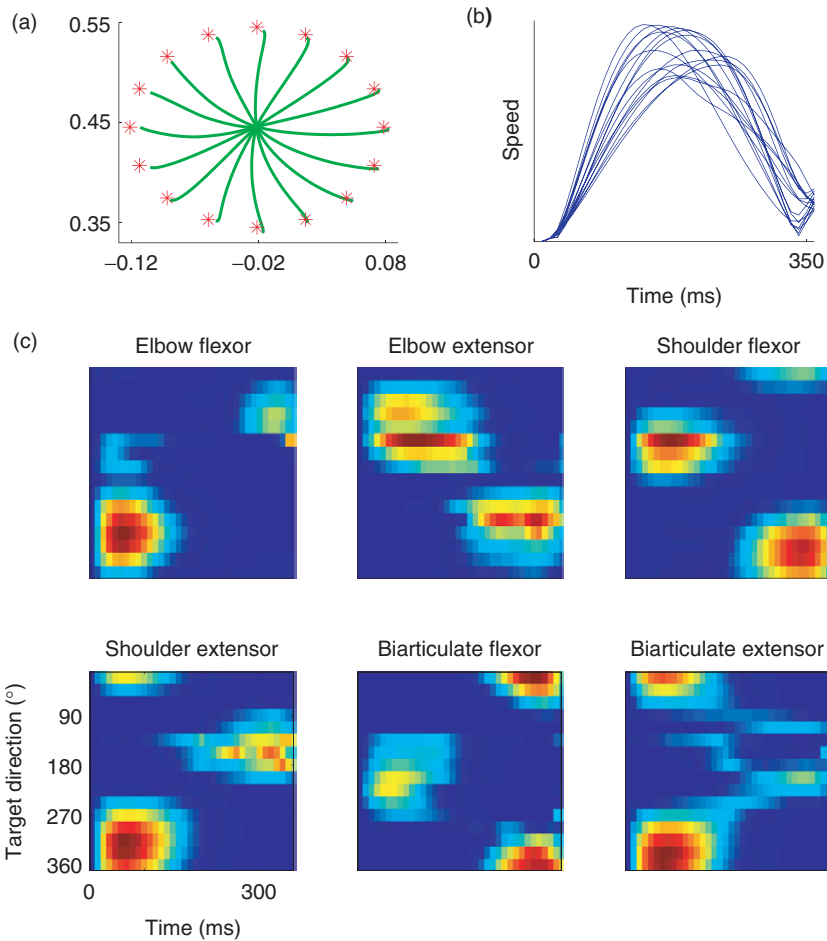 (a)
0.55
0.45
0.35
−0.12
−0.02
0.08
(b)
Speed
0
350
Time (ms)
(c)
Elbow flexor
Elbow extensor
Shoulder flexor
Shoulder extensor
Biarticulate flexor
Biarticulate extensor
Target direction (°)
90
180
270
360
0
300
Time (ms)